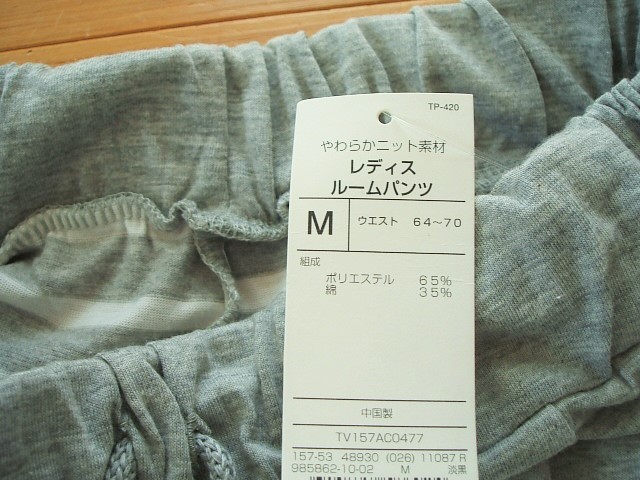 TP-420
やわらかニット素材
レディス
ルームパンツ
M ウエスト 64〜70
組成
ポリエステル 65%
綿 35%
中国製
TV157AC0477
157-53 48930 (026) 11087 R
985862-10-02 M 淡黒